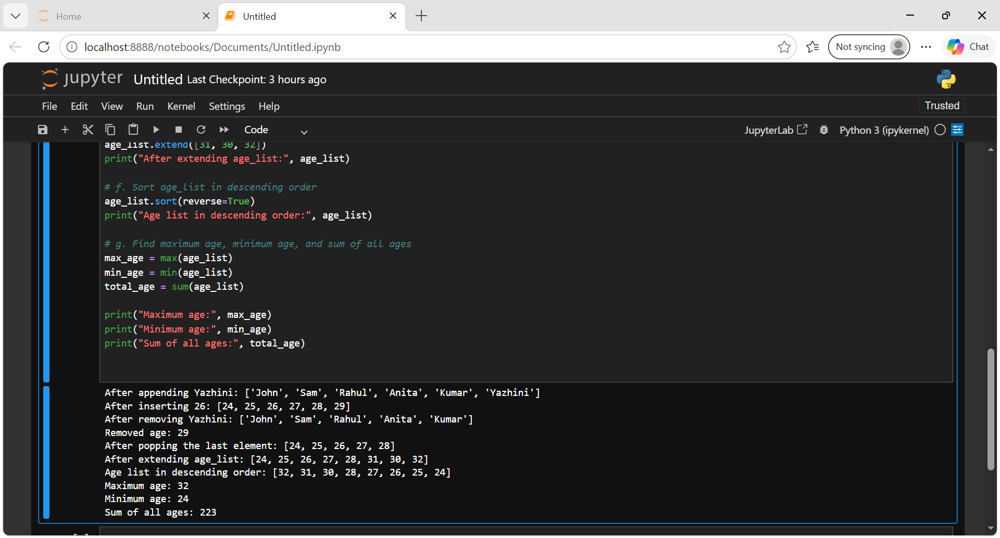 Home
Untitled
localhost:8888/notebooks/Documents/Untitled.ipynb
Not syncing
Chat
jupyter Untitled Last Checkpoint: 3 hours ago
File Edit View Run Kernel Settings Help
Trusted
Code
JupyterLab
Python 3 (ipykernel)
age_list.extend([31, 30, 32])
print("After extending age_list:", age_list)
# f. Sort age_list in descending order
age_list.sort(reverse=True)
print("Age list in descending order:", age_list)
# g. Find maximum age, minimum age, and sum of all ages
max_age = max(age_list)
min_age = min(age_list)
total_age = sum(age_list)
print("Maximum age:", max_age)
print("Minimum age:", min_age)
print("Sum of all ages:", total_age)
After appending Yazhini: ['John', 'Sam', 'Rahul', 'Anita', 'Kumar', 'Yazhini']
After inserting 26: [24, 25, 26, 27, 28, 29]
After removing Yazhini: ['John', 'Sam', 'Rahul', 'Anita', 'Kumar']
Removed age: 29
After popping the last element: [24, 25, 26, 27, 28]
After extending age_list: [24, 25, 26, 27, 28, 31, 30, 32]
Age list in descending order: [32, 31, 30, 28, 27, 26, 25, 24]
Maximum age: 32
Minimum age: 24
Sum of all ages: 223